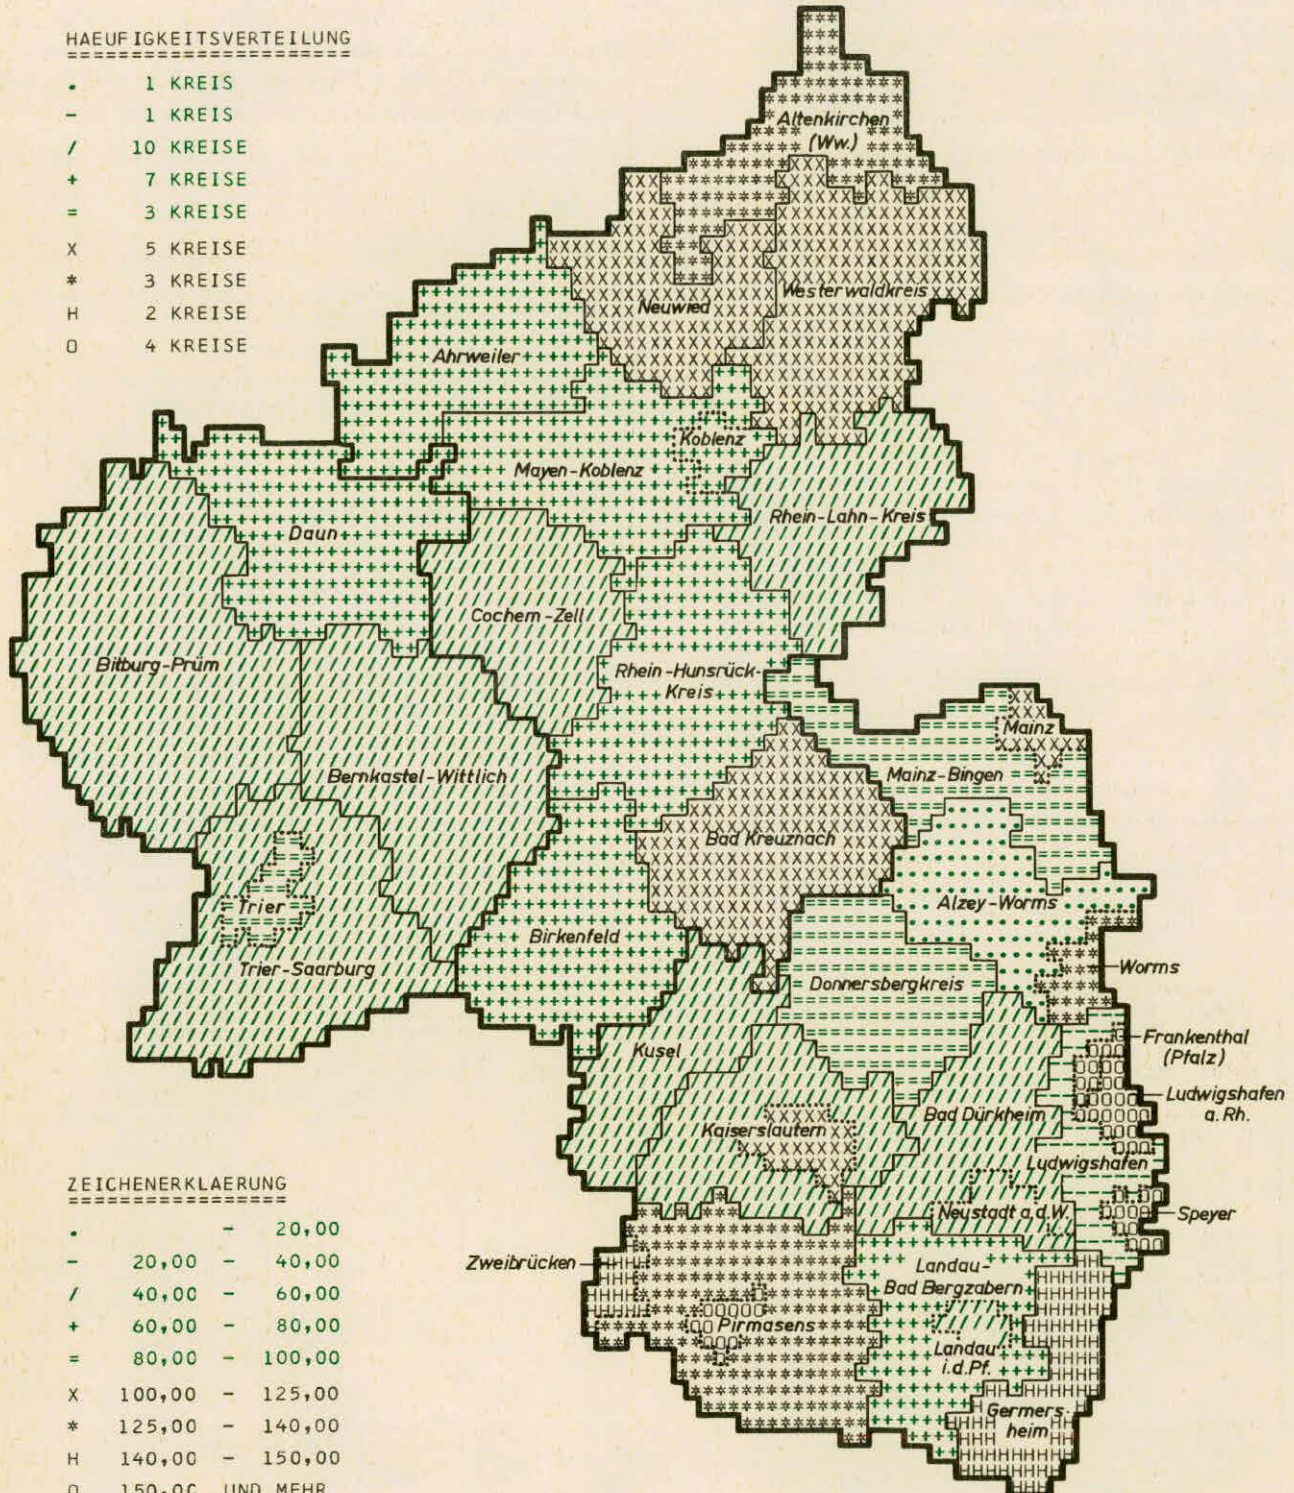 HAEUFIGKEITSVERTEILUNG
. 1 KREIS
- 1 KREIS
/ 10 KREISE
+ 7 KREISE
= 3 KREISE
X 5 KREISE
* 3 KREISE
H 2 KREISE
O 4 KREISE
Altenkirchen
(Ww.)
Neuwied
Westerwaldkreis
Ahrweiler
Koblenz
Mayen-Koblenz
Rhein-Lahn-Kreis
Daun
Cochem-Zell
Bitburg-Prüm
Rhein-Hunsrück-
Kreis
Mainz
Mainz-Bingen
Bernkastel-Wittlich
Bad Kreuznach
Alzey-Worms
Trier
Birkenfeld
Trier-Saarburg
Worms
Donnersbergkreis
Kusel
Frankenthal
(Pfalz)
Ludwigshafen
a. Rh.
Bad Dürkheim
Kaiserslautern
Ludwigshafen
Neustadt a.d.W.
Speyer
Zweibrücken
Landau-
Bad Bergzabern
Pirmasens
Landau
i.d.Pf.
Germers-
heim
ZEICHENERKLAERUNG
. - 20,00
- 20,00 - 40,00
/ 40,00 - 60,00
+ 60,00 - 80,00
= 80,00 - 100,00
X 100,00 - 125,00
* 125,00 - 140,00
H 140,00 - 150,00
O 150,00 UND MEHR